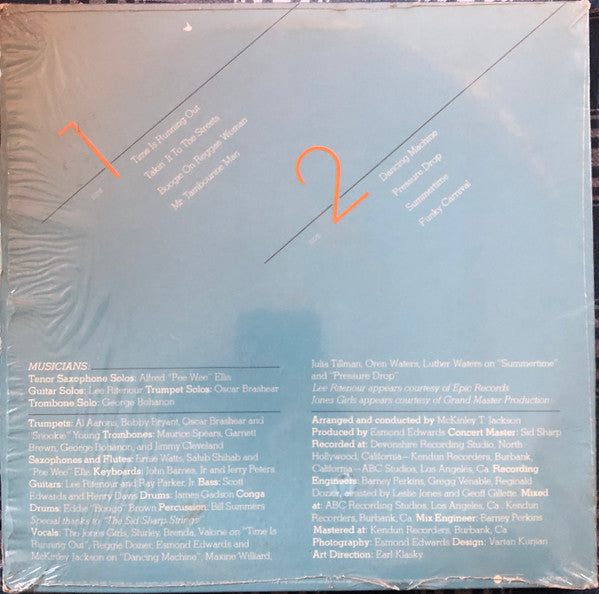 1
SIDE
Time Is Running Out
Takin' It To The Streets
Boogie On Reggae Woman
Mr Tambourine Man
2
SIDE
Dancing Machine
Pressure Drop
Summertime
Funky Carnival
MUSICIANS:
Tenor Saxophone Solos: Alfred "Pee Wee" Ellis
Guitar Solos: Lee Ritenour Trumpet Solos: Oscar Brashear
Trombone Solo: George Bohanon
Trumpets: Al Aarons, Bobby Bryant, Oscar Brashear and
"Snookie" Young Trombones: Maurice Spears, Garnett
Brown, George Bohanon, and Jimmy Cleveland
Saxophones and Flutes: Ernie Watts, Sahib Shihab and
"Pee Wee" Ellis Keyboards: John Barnes, Jr. and Jerry Peters
Guitars: Lee Ritenour and Ray Parker, Jr. Bass: Scott
Edwards and Henry Davis Drums: James Gadson Conga
Drums: Eddie "Bongo" Brown Percussion: Bill Summers
Special thanks to "The Sid Sharp Strings"
Vocals: The Jones Girls, Shirley, Brenda, Valorie on "Time Is
Running Out", Reggie Dozier, Esmond Edwards and
McKinley Jackson on "Dancing Machine", Maxine Willard,
Julia Tillman, Oren Waters, Luther Waters on "Summertime"
and "Pressure Drop"
Lee Ritenour appears courtesy of Epic Records
Jones Girls appears courtesy of Grand Master Production
Arranged and conducted by McKinley T. Jackson
Produced by Esmond Edwards Concert Master: Sid Sharp
Recorded at: Devonshire Recording Studio, North
Hollywood, California—Kendun Recorders, Burbank,
California—ABC Studios, Los Angeles, Ca. Recording
Engineers: Barney Perkins, Gregg Venable, Reginald
Dozier, assisted by Leslie Jones and Geoff Gillette. Mixed
at: ABC Recording Studios, Los Angeles, Ca., Kendun
Recorders, Burbank, Ca. Mix Engineer: Barney Perkins
Mastered at: Kendun Recorders, Burbank, Ca.
Photography: Esmond Edwards Design: Vartan Kurjian
Art Direction: Earl Klasky